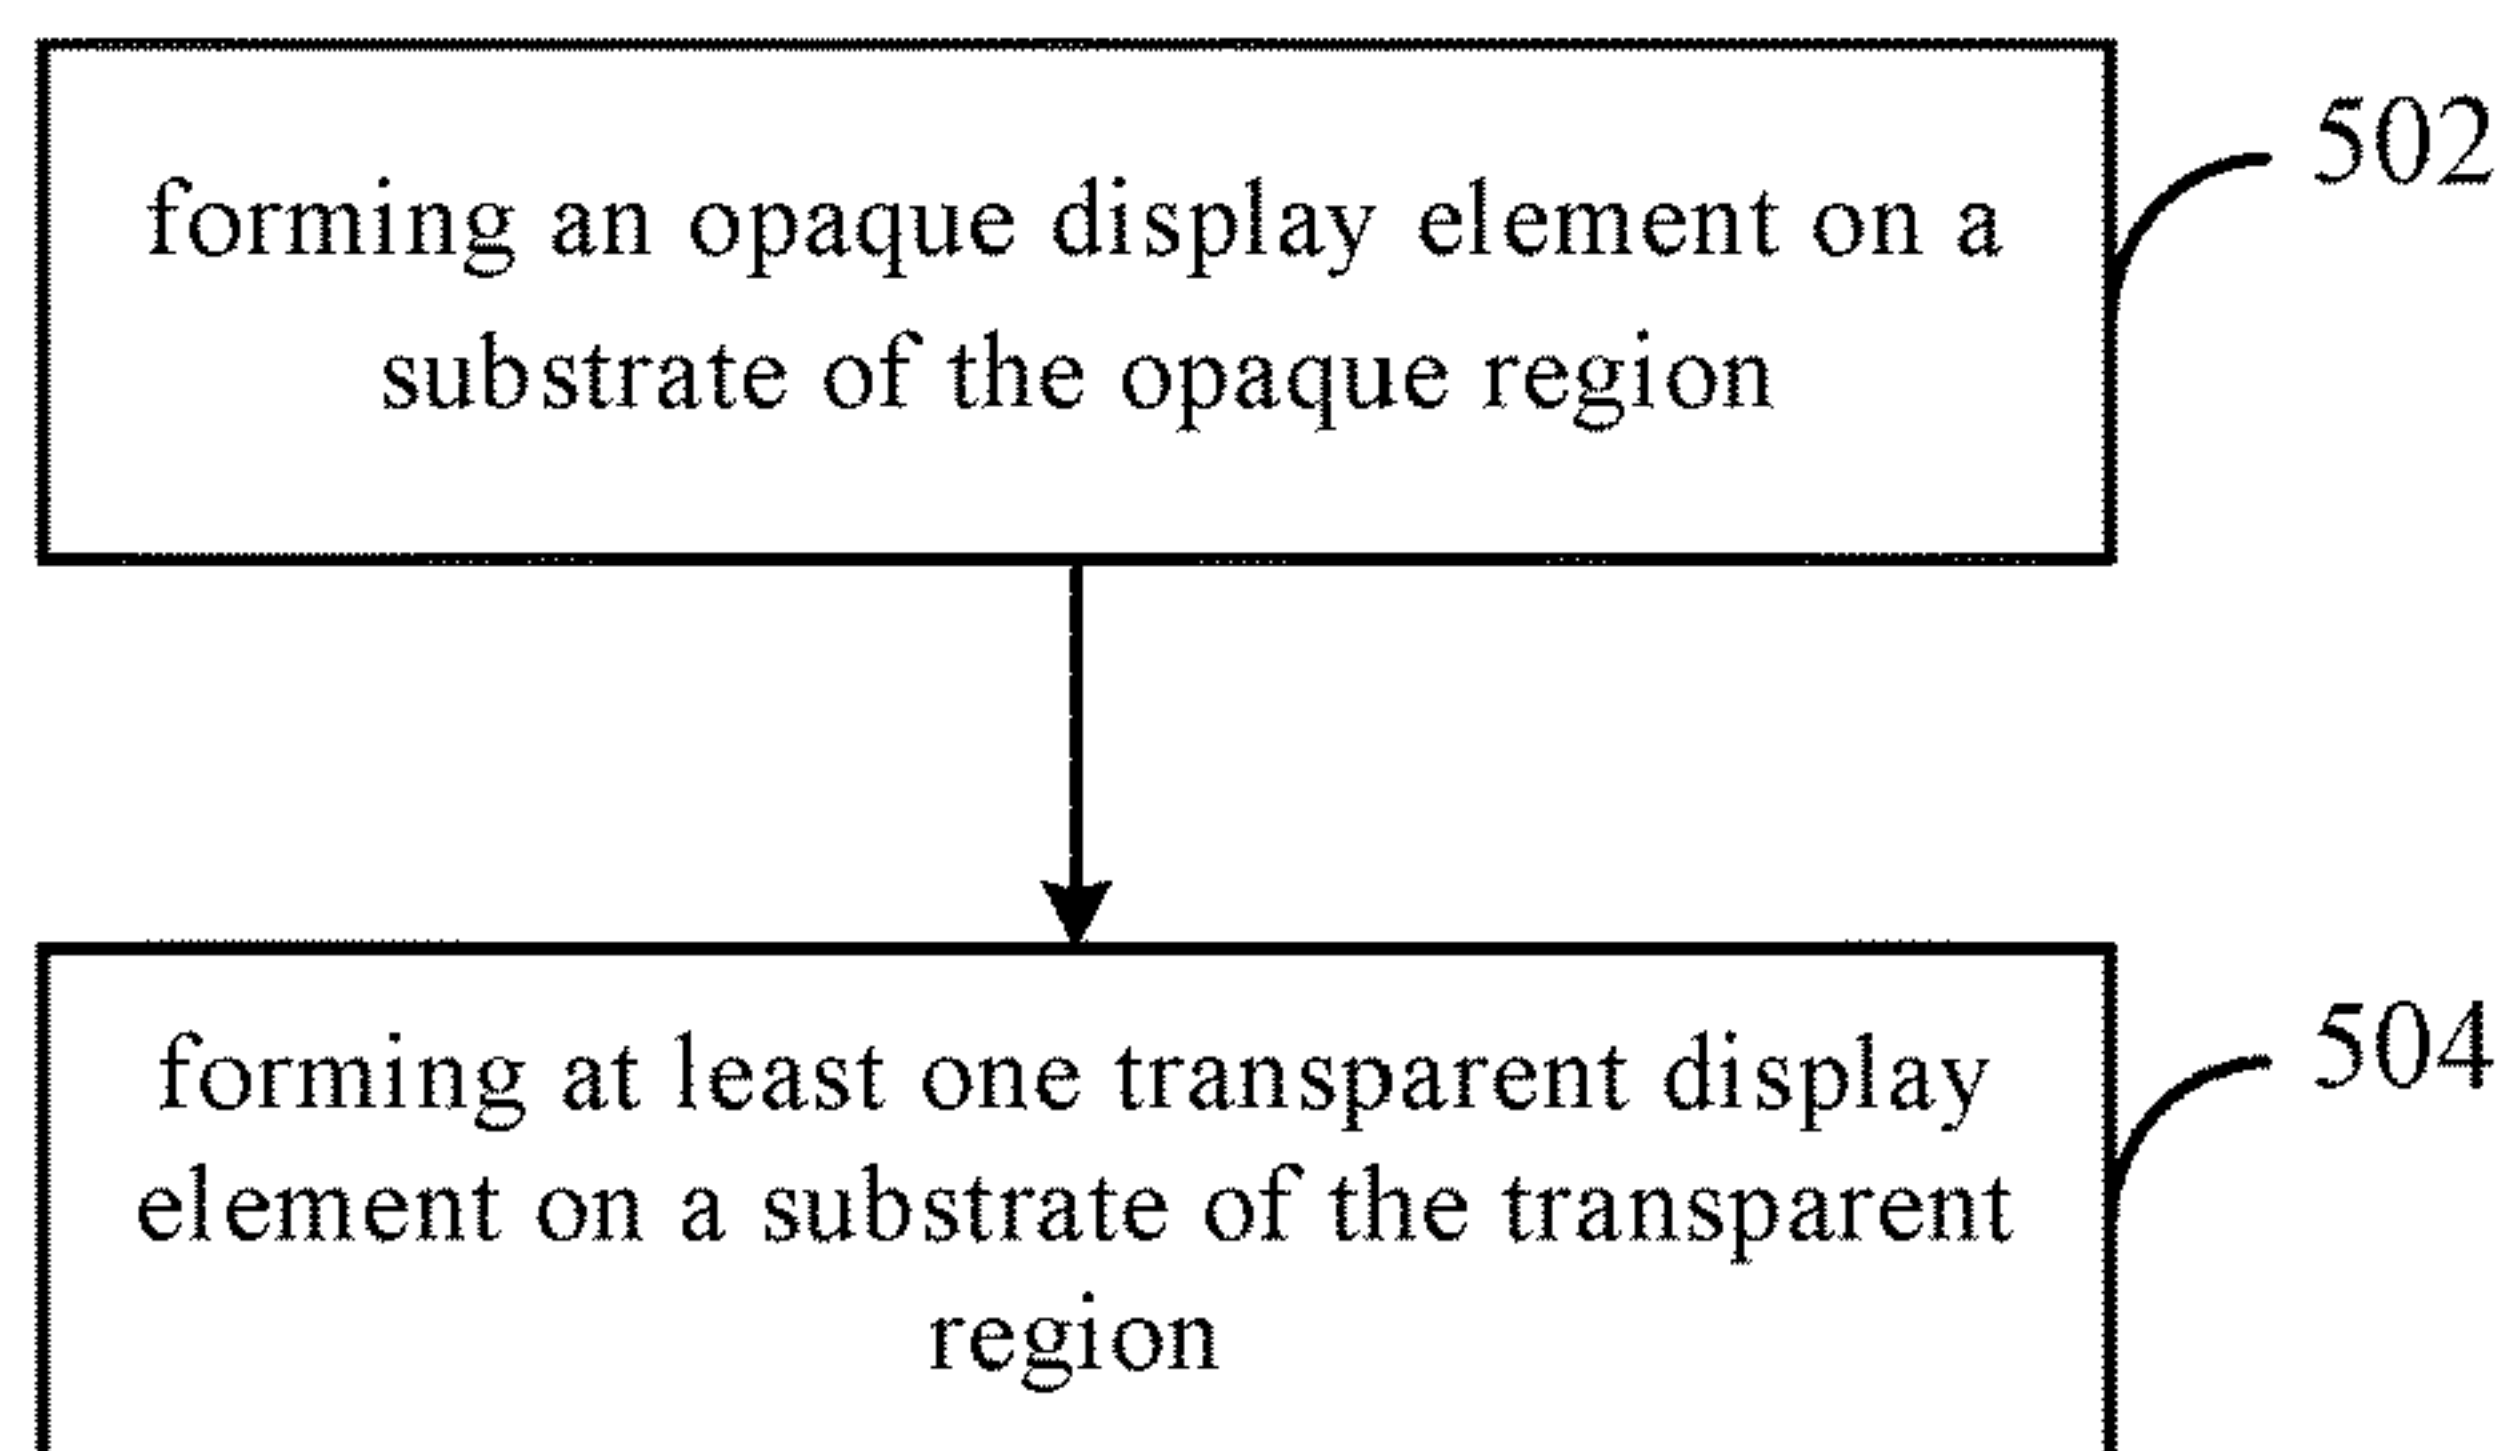 502
forming an opaque display element on a
substrate of the opaque region
504
forming at least one transparent display
element on a substrate of the transparent
region